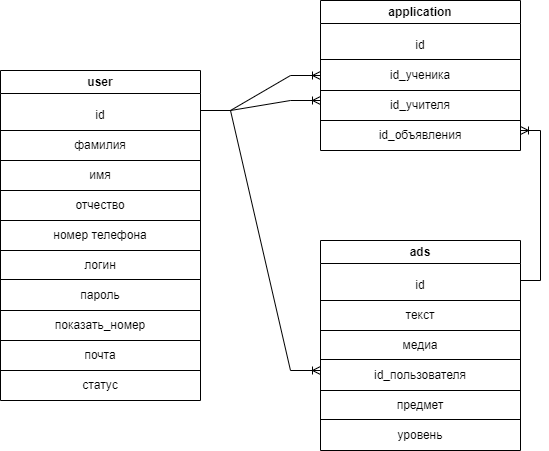 application
id
id_ученика
id_учителя
id_объявления
user
id
фамилия
имя
отчество
номер телефона
логин
пароль
показать_номер
почта
статус
ads
id
текст
медиа
id_пользователя
предмет
уровень